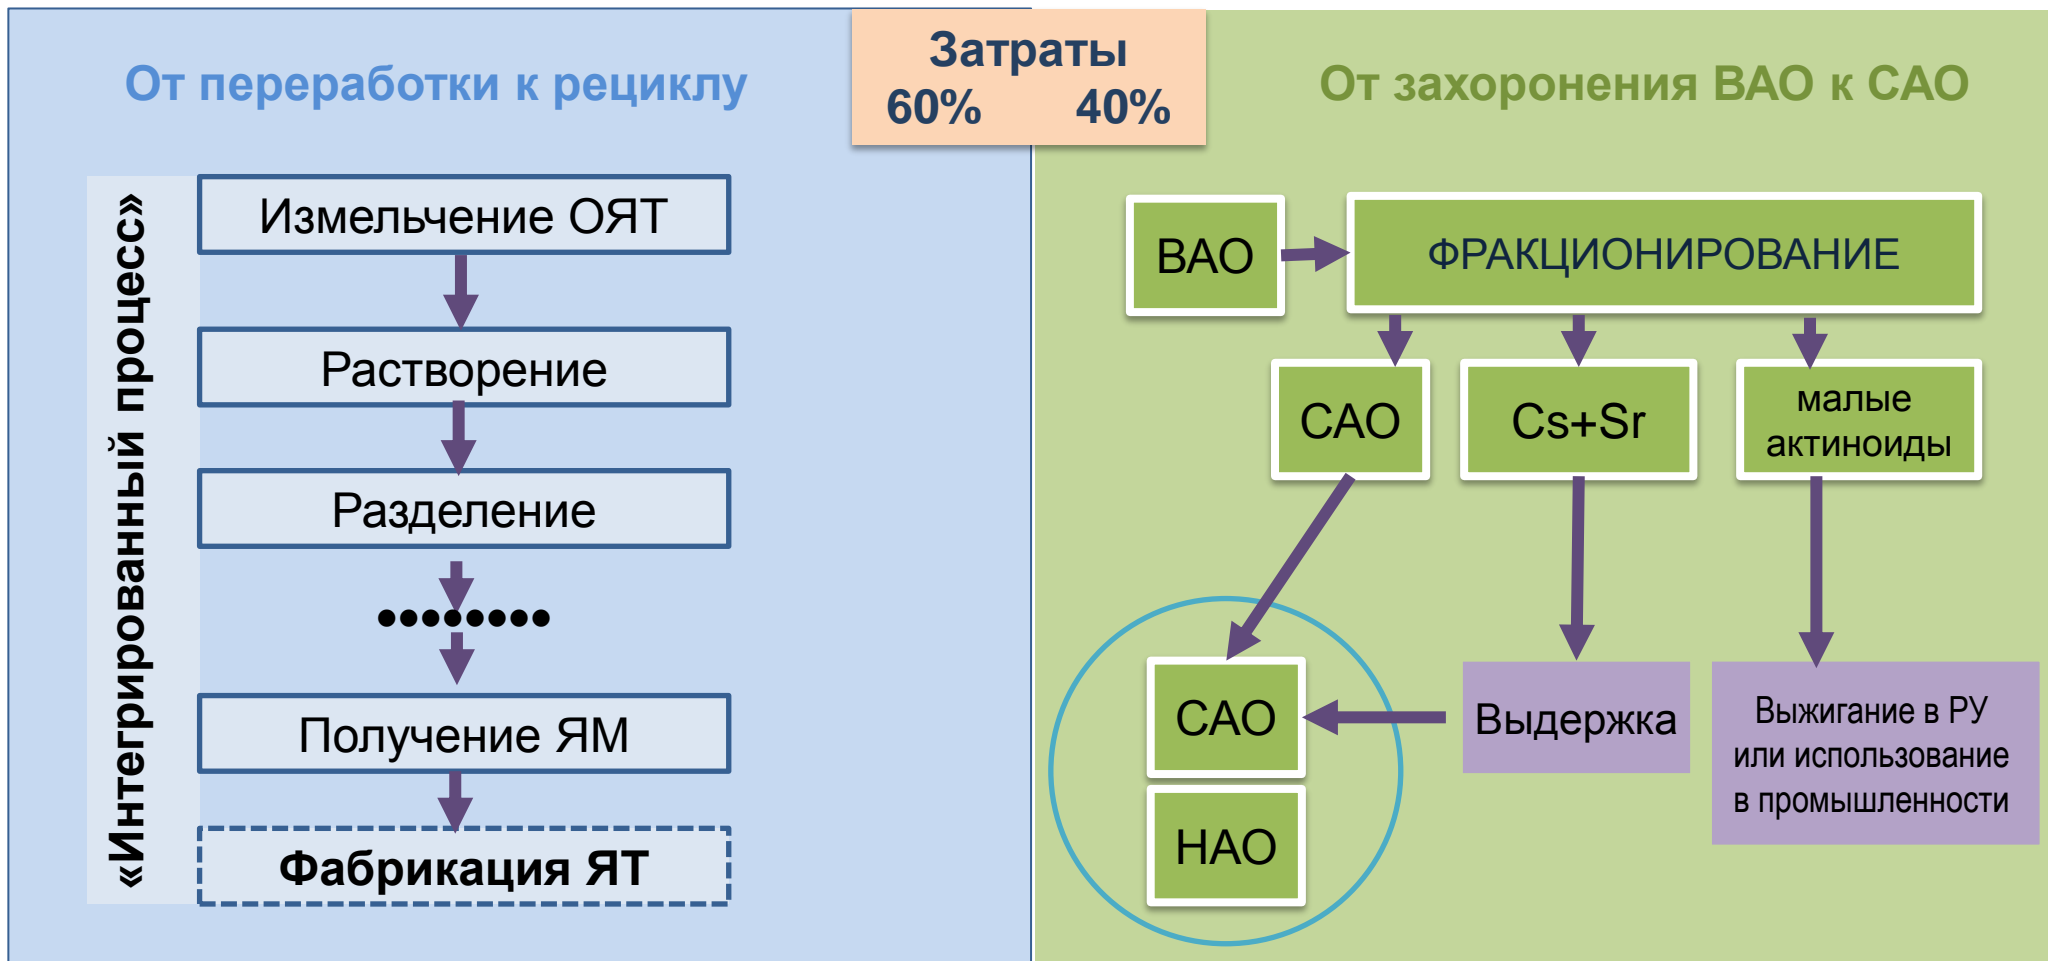 Затраты
60% 40%
От переработки к рециклу
«Интегрированный процесс»
Измельчение ОЯТ
Растворение
Разделение
••••••••
Получение ЯМ
Фабрикация ЯТ
От захоронения ВАО к САО
ВАО
ФРАКЦИОНИРОВАНИЕ
САО
Cs+Sr
малые
актиноиды
САО
НАО
Выдержка
Выжигание в РУ
или использование
в промышленности